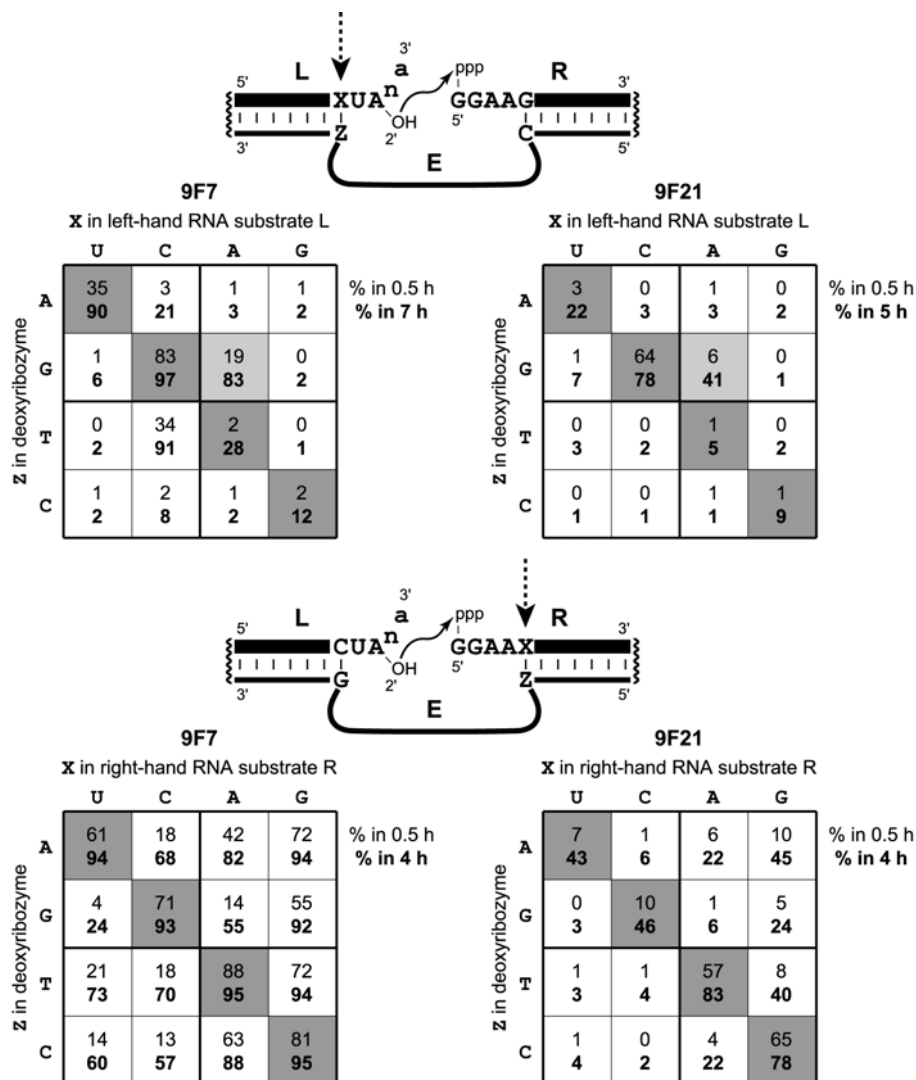 L 3' R
5' a ppp 3'
XUAn GGAAG
OH 5'
Z 2' C
3' 5'
E
9F7 9F21
X in left-hand RNA substrate L X in left-hand RNA substrate L
U C A G U C A G
A 35 3 1 1 % in 0.5 h A 3 0 1 0 % in 0.5 h
90 21 3 2 % in 7 h 22 3 3 2 % in 5 h
G 1 83 19 0 G 1 64 6 0
6 97 83 2 7 78 41 1
Z in deoxyribozyme Z in deoxyribozyme
T 0 34 2 0 T 0 0 1 0
2 91 28 1 3 2 5 2
C 1 2 1 2 C 0 0 1 1
2 8 2 12 1 1 1 9
L 3' R
5' a ppp 3'
CUAn GGAAX
OH 5'
G 2' Z
3' 5'
E
9F7 9F21
X in right-hand RNA substrate R X in right-hand RNA substrate R
U C A G U C A G
A 61 18 42 72 % in 0.5 h A 7 1 6 10 % in 0.5 h
94 68 82 94 % in 4 h 43 6 22 45 % in 4 h
G 4 71 14 55 G 0 10 1 5
24 93 55 92 3 46 6 24
Z in deoxyribozyme Z in deoxyribozyme
T 21 18 88 72 T 1 1 57 8
73 70 95 94 3 4 83 40
C 14 13 63 81 C 1 0 4 65
60 57 88 95 4 2 22 78